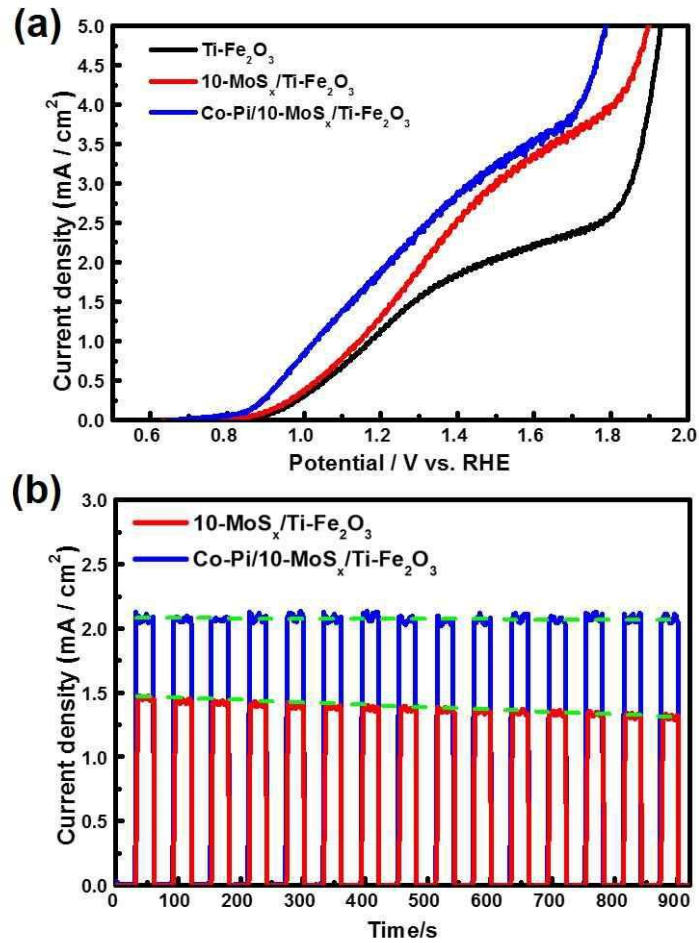 (a)
5.0
4.5
4.0
3.5
3.0
2.5
2.0
1.5
1.0
0.5
0.0
Current density (mA / cm²)
Ti-Fe₂O₃
10-MoSₓ/Ti-Fe₂O₃
Co-Pi/10-MoSₓ/Ti-Fe₂O₃
0.6 0.8 1.0 1.2 1.4 1.6 1.8 2.0
Potential / V vs. RHE
(b)
3.0
2.5
2.0
1.5
1.0
0.5
0.0
Current density (mA / cm²)
10-MoSₓ/Ti-Fe₂O₃
Co-Pi/10-MoSₓ/Ti-Fe₂O₃
0 100 200 300 400 500 600 700 800 900
Time/s